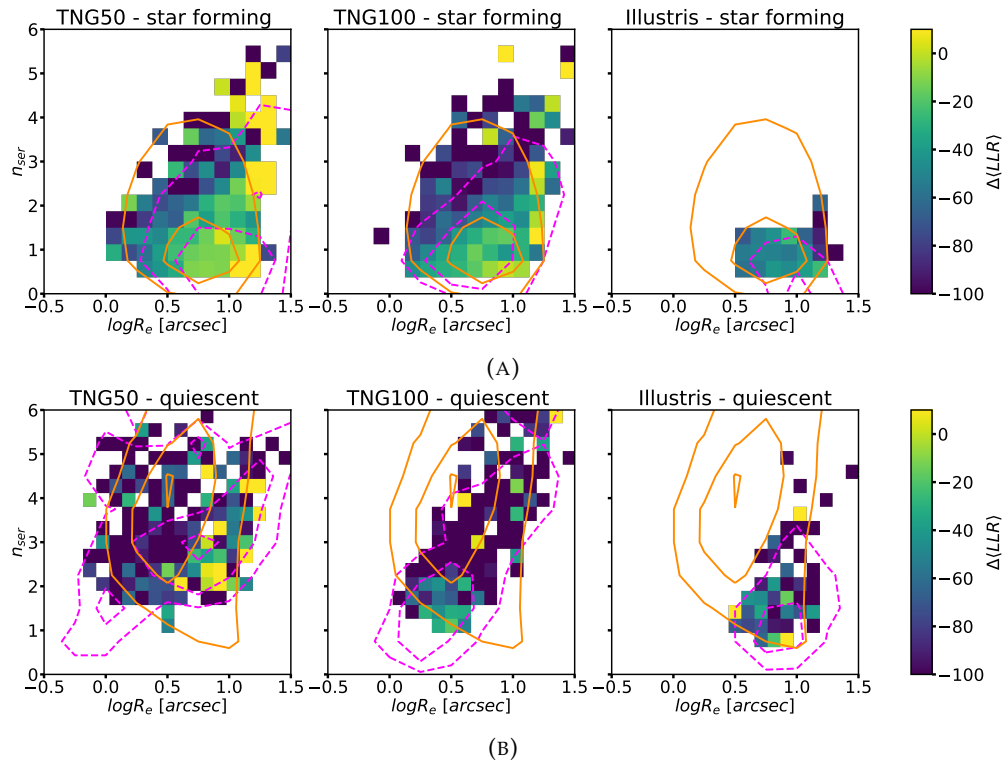 TNG50 - star forming
TNG100 - star forming
Illustris - star forming
6
5
4
3
2
1
0
n_ser
−0.5 0.0 0.5 1.0 1.5
−0.5 0.0 0.5 1.0 1.5
−0.5 0.0 0.5 1.0 1.5
logR_e [arcsec]
logR_e [arcsec]
logR_e [arcsec]
0
−20
−40
−60
−80
−100
Δ⟨LLR⟩
(A)
TNG50 - quiescent
TNG100 - quiescent
Illustris - quiescent
6
5
4
3
2
1
0
n_ser
−0.5 0.0 0.5 1.0 1.5
−0.5 0.0 0.5 1.0 1.5
−0.5 0.0 0.5 1.0 1.5
logR_e [arcsec]
logR_e [arcsec]
logR_e [arcsec]
0
−20
−40
−60
−80
−100
Δ⟨LLR⟩
(B)